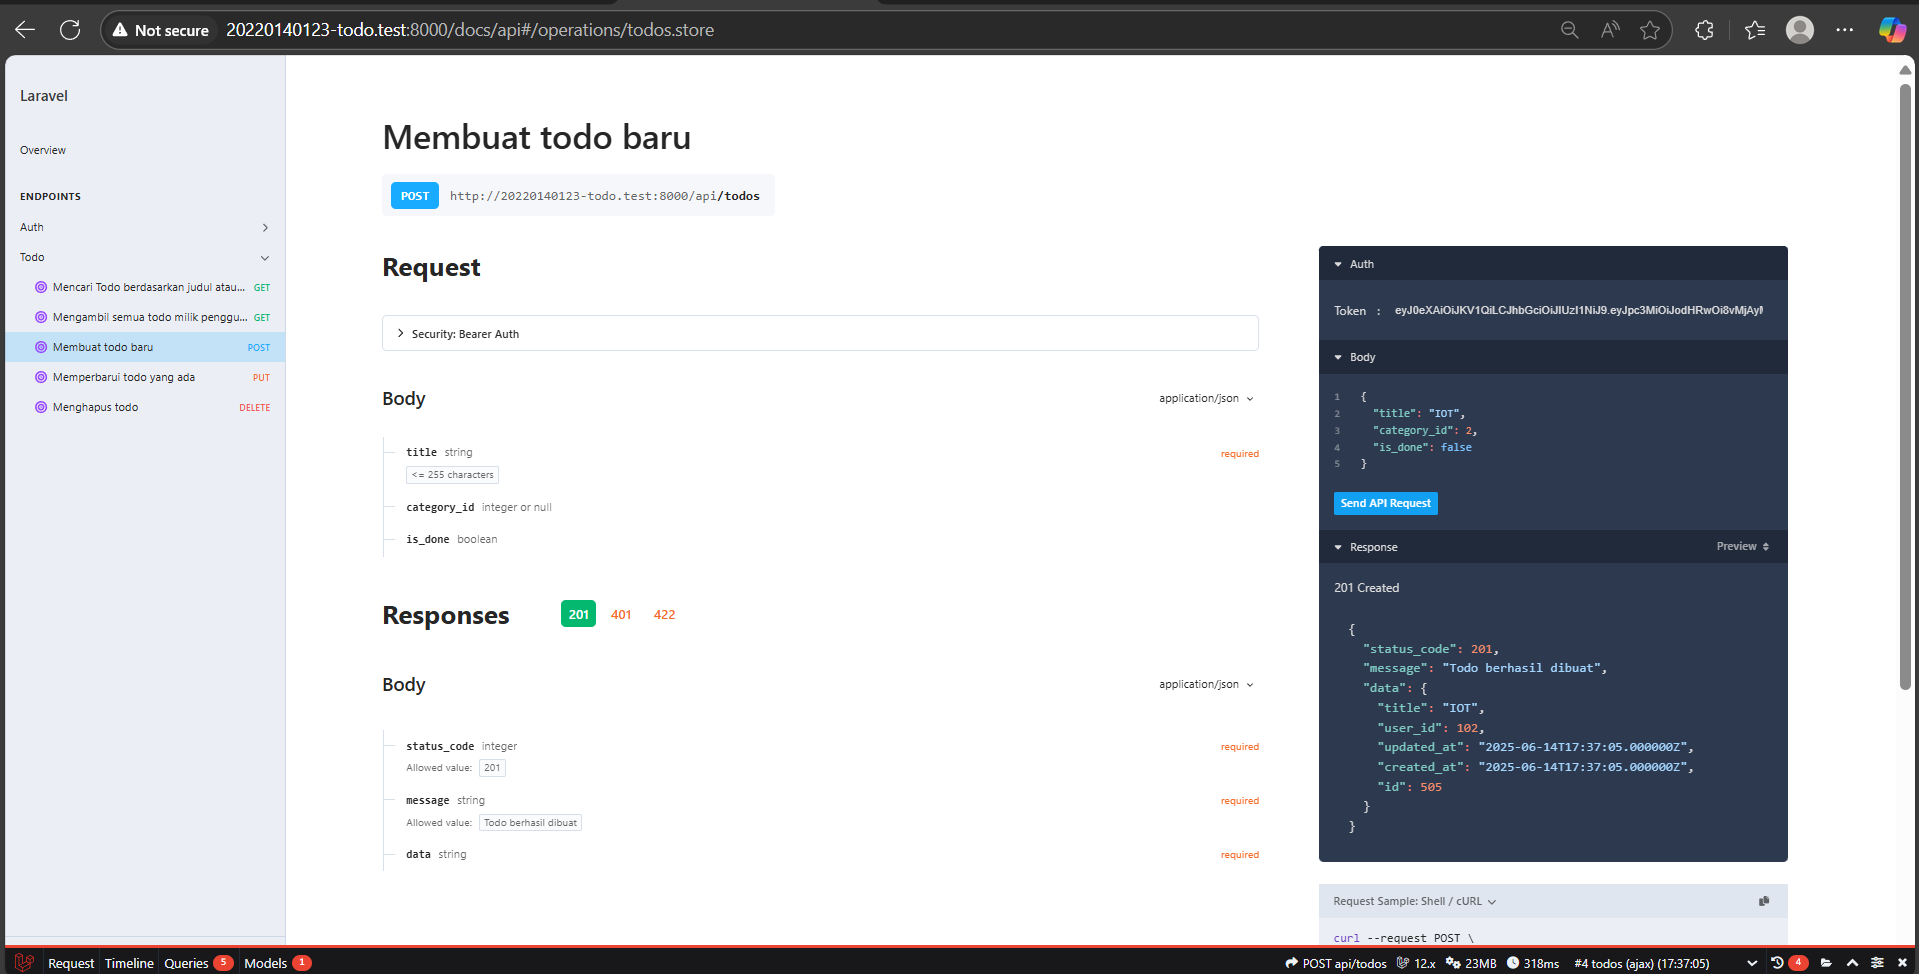 Not secure 20220140123-todo.test:8000/docs/api#/operations/todos.store
Laravel
Overview
ENDPOINTS
Auth
Todo
Mencari Todo berdasarkan judul atau... GET
Mengambil semua todo milik penggu... GET
Membuat todo baru POST
Memperbarui todo yang ada PUT
Menghapus todo DELETE
Membuat todo baru
POST http://20220140123-todo.test:8000/api/todos
Request
Security: Bearer Auth
Body application/json
title string required
<= 255 characters
category_id integer or null
is_done boolean
Responses 201 401 422
Body application/json
status_code integer required
Allowed value: 201
message string required
Allowed value: Todo berhasil dibuat
data string required
Auth
Token : eyJ0eXAiOiJKV1QiLCJhbGciOiJIUzI1NiJ9.eyJpc3MiOiJodHRwOi8vMjAyM
Body
1 {
2 "title": "IOT",
3 "category_id": 2,
4 "is_done": false
5 }
Send API Request
Response Preview
201 Created
{
"status_code": 201,
"message": "Todo berhasil dibuat",
"data": {
"title": "IOT",
"user_id": 102,
"updated_at": "2025-06-14T17:37:05.000000Z",
"created_at": "2025-06-14T17:37:05.000000Z",
"id": 505
}
}
Request Sample: Shell / cURL
curl --request POST \
Request Timeline Queries 5 Models 1 POST api/todos 12.x 23MB 318ms #4 todos (ajax) (17:37:05) 4